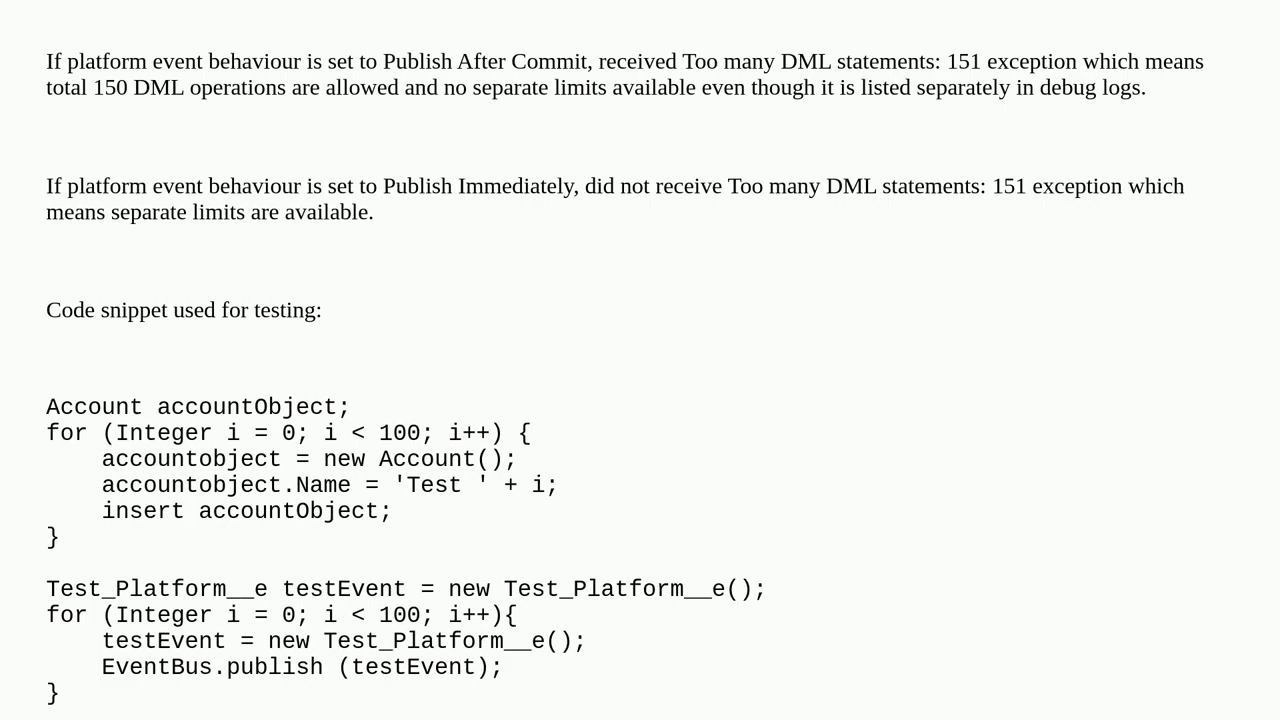 If platform event behaviour is set to Publish After Commit, received Too many DML statements: 151 exception which means
total 150 DML operations are allowed and no separate limits available even though it is listed separately in debug logs.
If platform event behaviour is set to Publish Immediately, did not receive Too many DML statements: 151 exception which
means separate limits are available.
Code snippet used for testing:
Account accountObject;
for (Integer i = 0; i < 100; i++) {
    accountobject = new Account();
    accountobject.Name = 'Test ' + i;
    insert accountObject;
}
Test_Platform__e testEvent = new Test_Platform__e();
for (Integer i = 0; i < 100; i++){
    testEvent = new Test_Platform__e();
    EventBus.publish (testEvent);
}